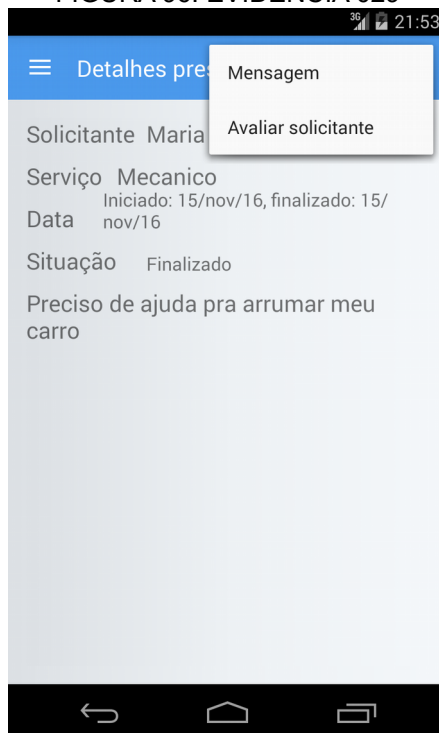 3G 21:53
Detalhes pres
Mensagem
Avaliar solicitante
Solicitante Maria
Serviço Mecanico
Data Iniciado: 15/nov/16, finalizado: 15/
nov/16
Situação Finalizado
Preciso de ajuda pra arrumar meu
carro